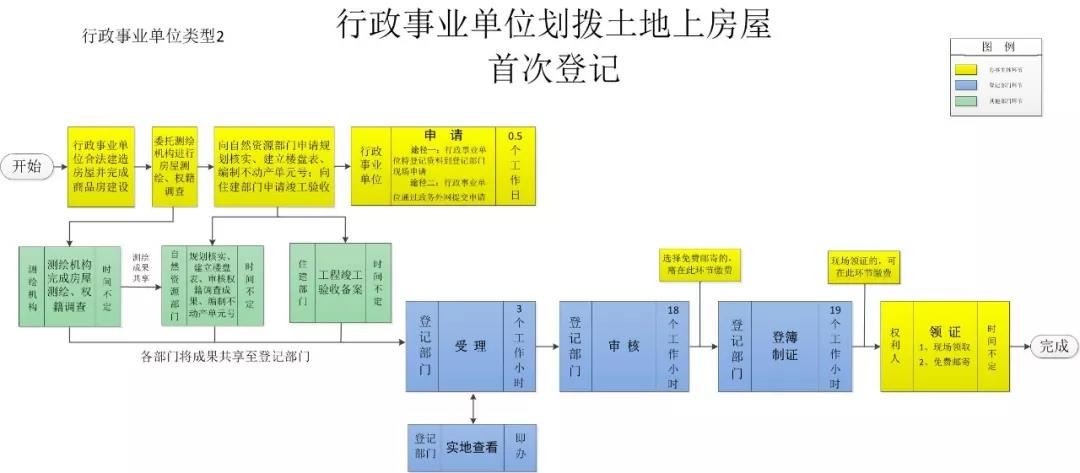 行政事业单位类型2
行政事业单位划拨土地上房屋
首次登记
图 例
登记部门环节
其他部门环节
开始
行政事业单
位合法建造
房屋并完成
商品房建设
委托测绘
机构进行
房屋测
绘、权籍
调查
向自然资源部门申请规
划核实、建立楼盘表、
编制不动产单元号；向
住建部门申请竣工验收
行政
事业
单位
申 请
途径一：行政事业单
位持登记资料到登记部门
现场申请
途径二：行政事业单
位通过政务外网提交申请
0.5
个
工
作
日
测
绘
机
构
测绘机构
完成房屋
测绘、权
籍调查
时
间
不
定
测绘
成果
共享
自
然
资
源
部
门
规划核实、
建立楼盘
表、审核权
籍调查成
果、编制不
动产单元号
时
间
不
定
住
建
部
门
工程竣工
验收备案
时
间
不
定
各部门将成果共享至登记部门
登
记
部
门
受 理
3
个
工
作
小
时
登记
部门
实地查看
即
办
登
记
部
门
审 核
18
个
工
作
小
时
选择免费邮寄的，
需在此环节缴费
登
记
部
门
登簿
制证
19
个
工
作
小
时
现场领证的，可
在此环节缴费
权
利
人
领 证
1、现场领取
2、免费邮寄
时
间
不
定
完成